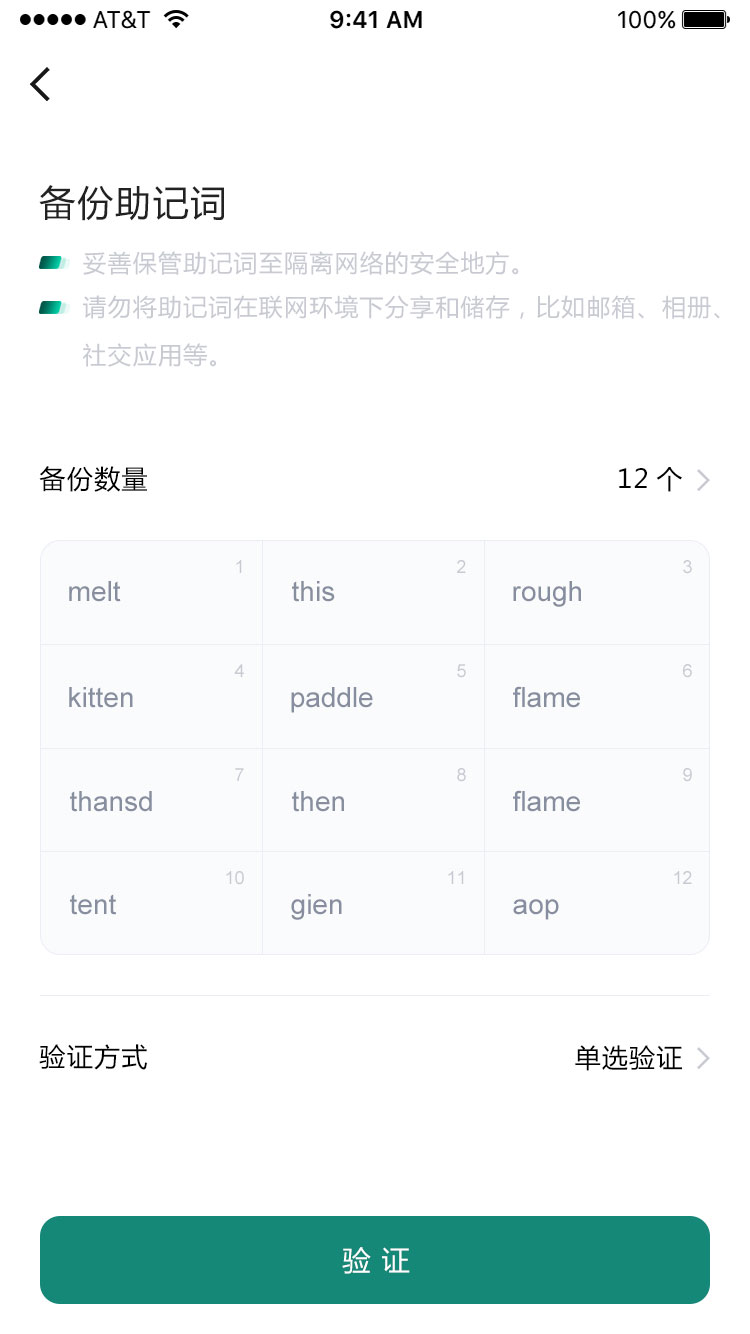 AT&T 9:41 AM 100%
备份助记词
妥善保管助记词至隔离网络的安全地方。
请勿将助记词在联网环境下分享和储存，比如邮箱、相册、
社交应用等。
备份数量 12 个
1 2 3
melt this rough
4 5 6
kitten paddle flame
7 8 9
thansd then flame
10 11 12
tent gien aop
验证方式 单选验证
验 证